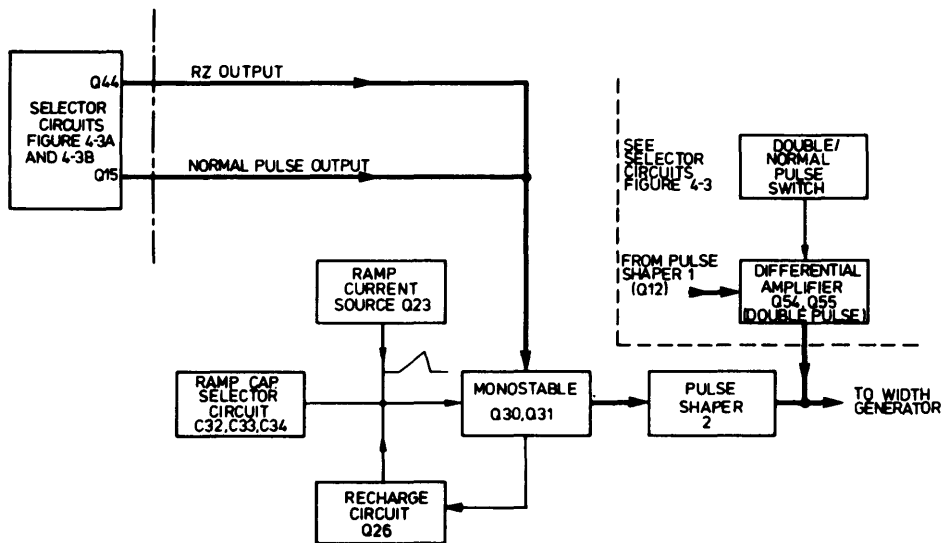 Q44
SELECTOR
CIRCUITS
FIGURE 4-3A
AND 4-3B
Q15
RZ OUTPUT
NORMAL PULSE OUTPUT
SEE
SELECTOR
CIRCUITS
FIGURE 4-3
DOUBLE/
NORMAL
PULSE
SWITCH
FROM PULSE
SHAPER 1
(Q12)
DIFFERENTIAL
AMPLIFIER
Q54, Q55
(DOUBLE PULSE)
RAMP
CURRENT
SOURCE Q23
RAMP CAP.
SELECTOR
CIRCUIT
C32,C33,C34
MONOSTABLE
Q30,Q31
PULSE
SHAPER
2
TO WIDTH
GENERATOR
RECHARGE
CIRCUIT
Q26